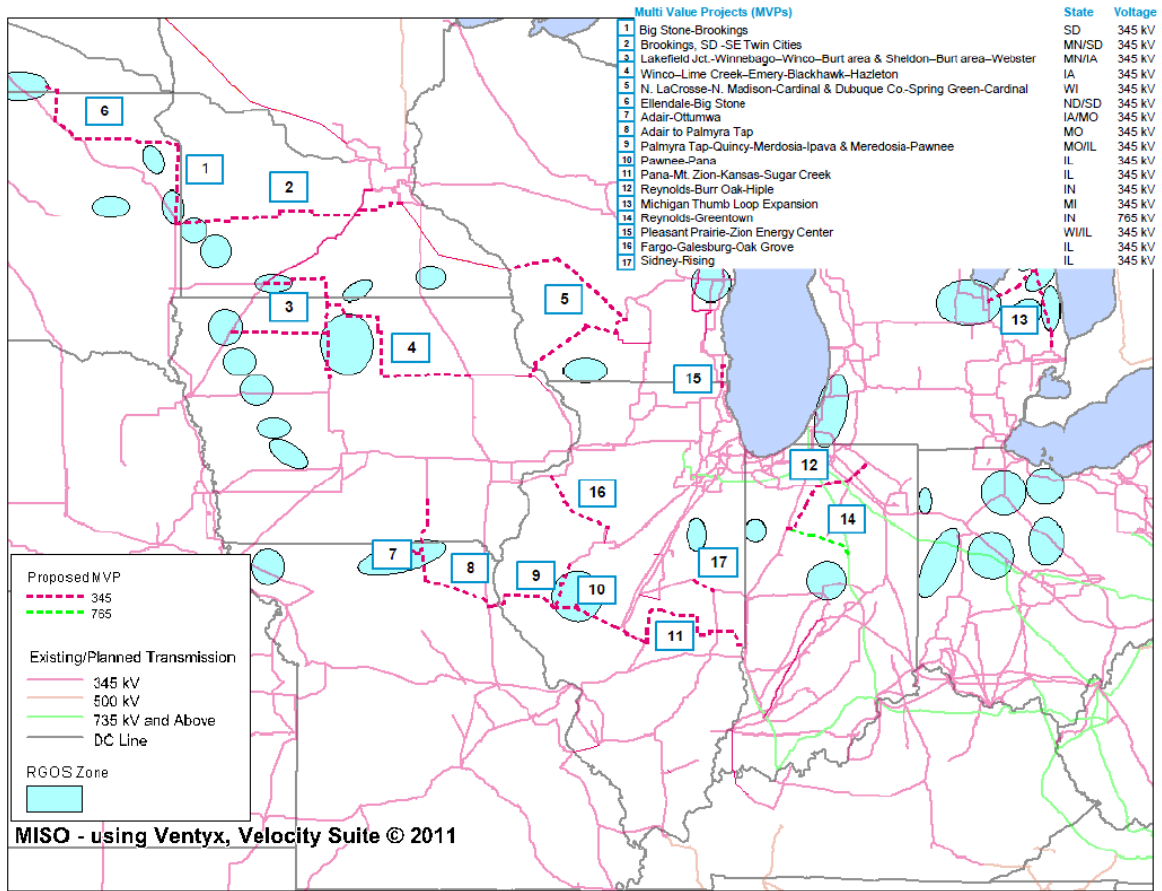 Multi Value Projects (MVPs) State Voltage
1 Big Stone-Brookings SD 345 kV
2 Brookings, SD -SE Twin Cities MN/SD 345 kV
3 Lakefield Jct.-Winnebago–Winco–Burt area & Sheldon–Burt area–Webster MN/IA 345 kV
4 Winco–Lime Creek–Emery-Blackhawk–Hazleton IA 345 kV
5 N. LaCrosse-N. Madison-Cardinal & Dubuque Co.-Spring Green-Cardinal WI 345 kV
6 Ellendale-Big Stone ND/SD 345 kV
7 Adair-Ottumwa IA/MO 345 kV
8 Adair to Palmyra Tap MO 345 kV
9 Palmyra Tap-Quincy-Merdosia-Ipava & Meredosia-Pawnee MO/IL 345 kV
10 Pawnee-Pana IL 345 kV
11 Pana-Mt. Zion-Kansas-Sugar Creek IL 345 kV
12 Reynolds-Burr Oak-Hiple IN 345 kV
13 Michigan Thumb Loop Expansion MI 345 kV
14 Reynolds-Greentown IN 765 kV
15 Pleasant Prairie-Zion Energy Center WI/IL 345 kV
16 Fargo-Galesburg-Oak Grove IL 345 kV
17 Sidney-Rising IL 345 kV
6
1
2
3
5
13
4
15
12
16
14
7
8
9
10
17
11
Proposed MVP
345
765
Existing/Planned Transmission
345 kV
500 kV
735 kV and Above
DC Line
RGOS Zone
MISO - using Ventyx, Velocity Suite © 2011